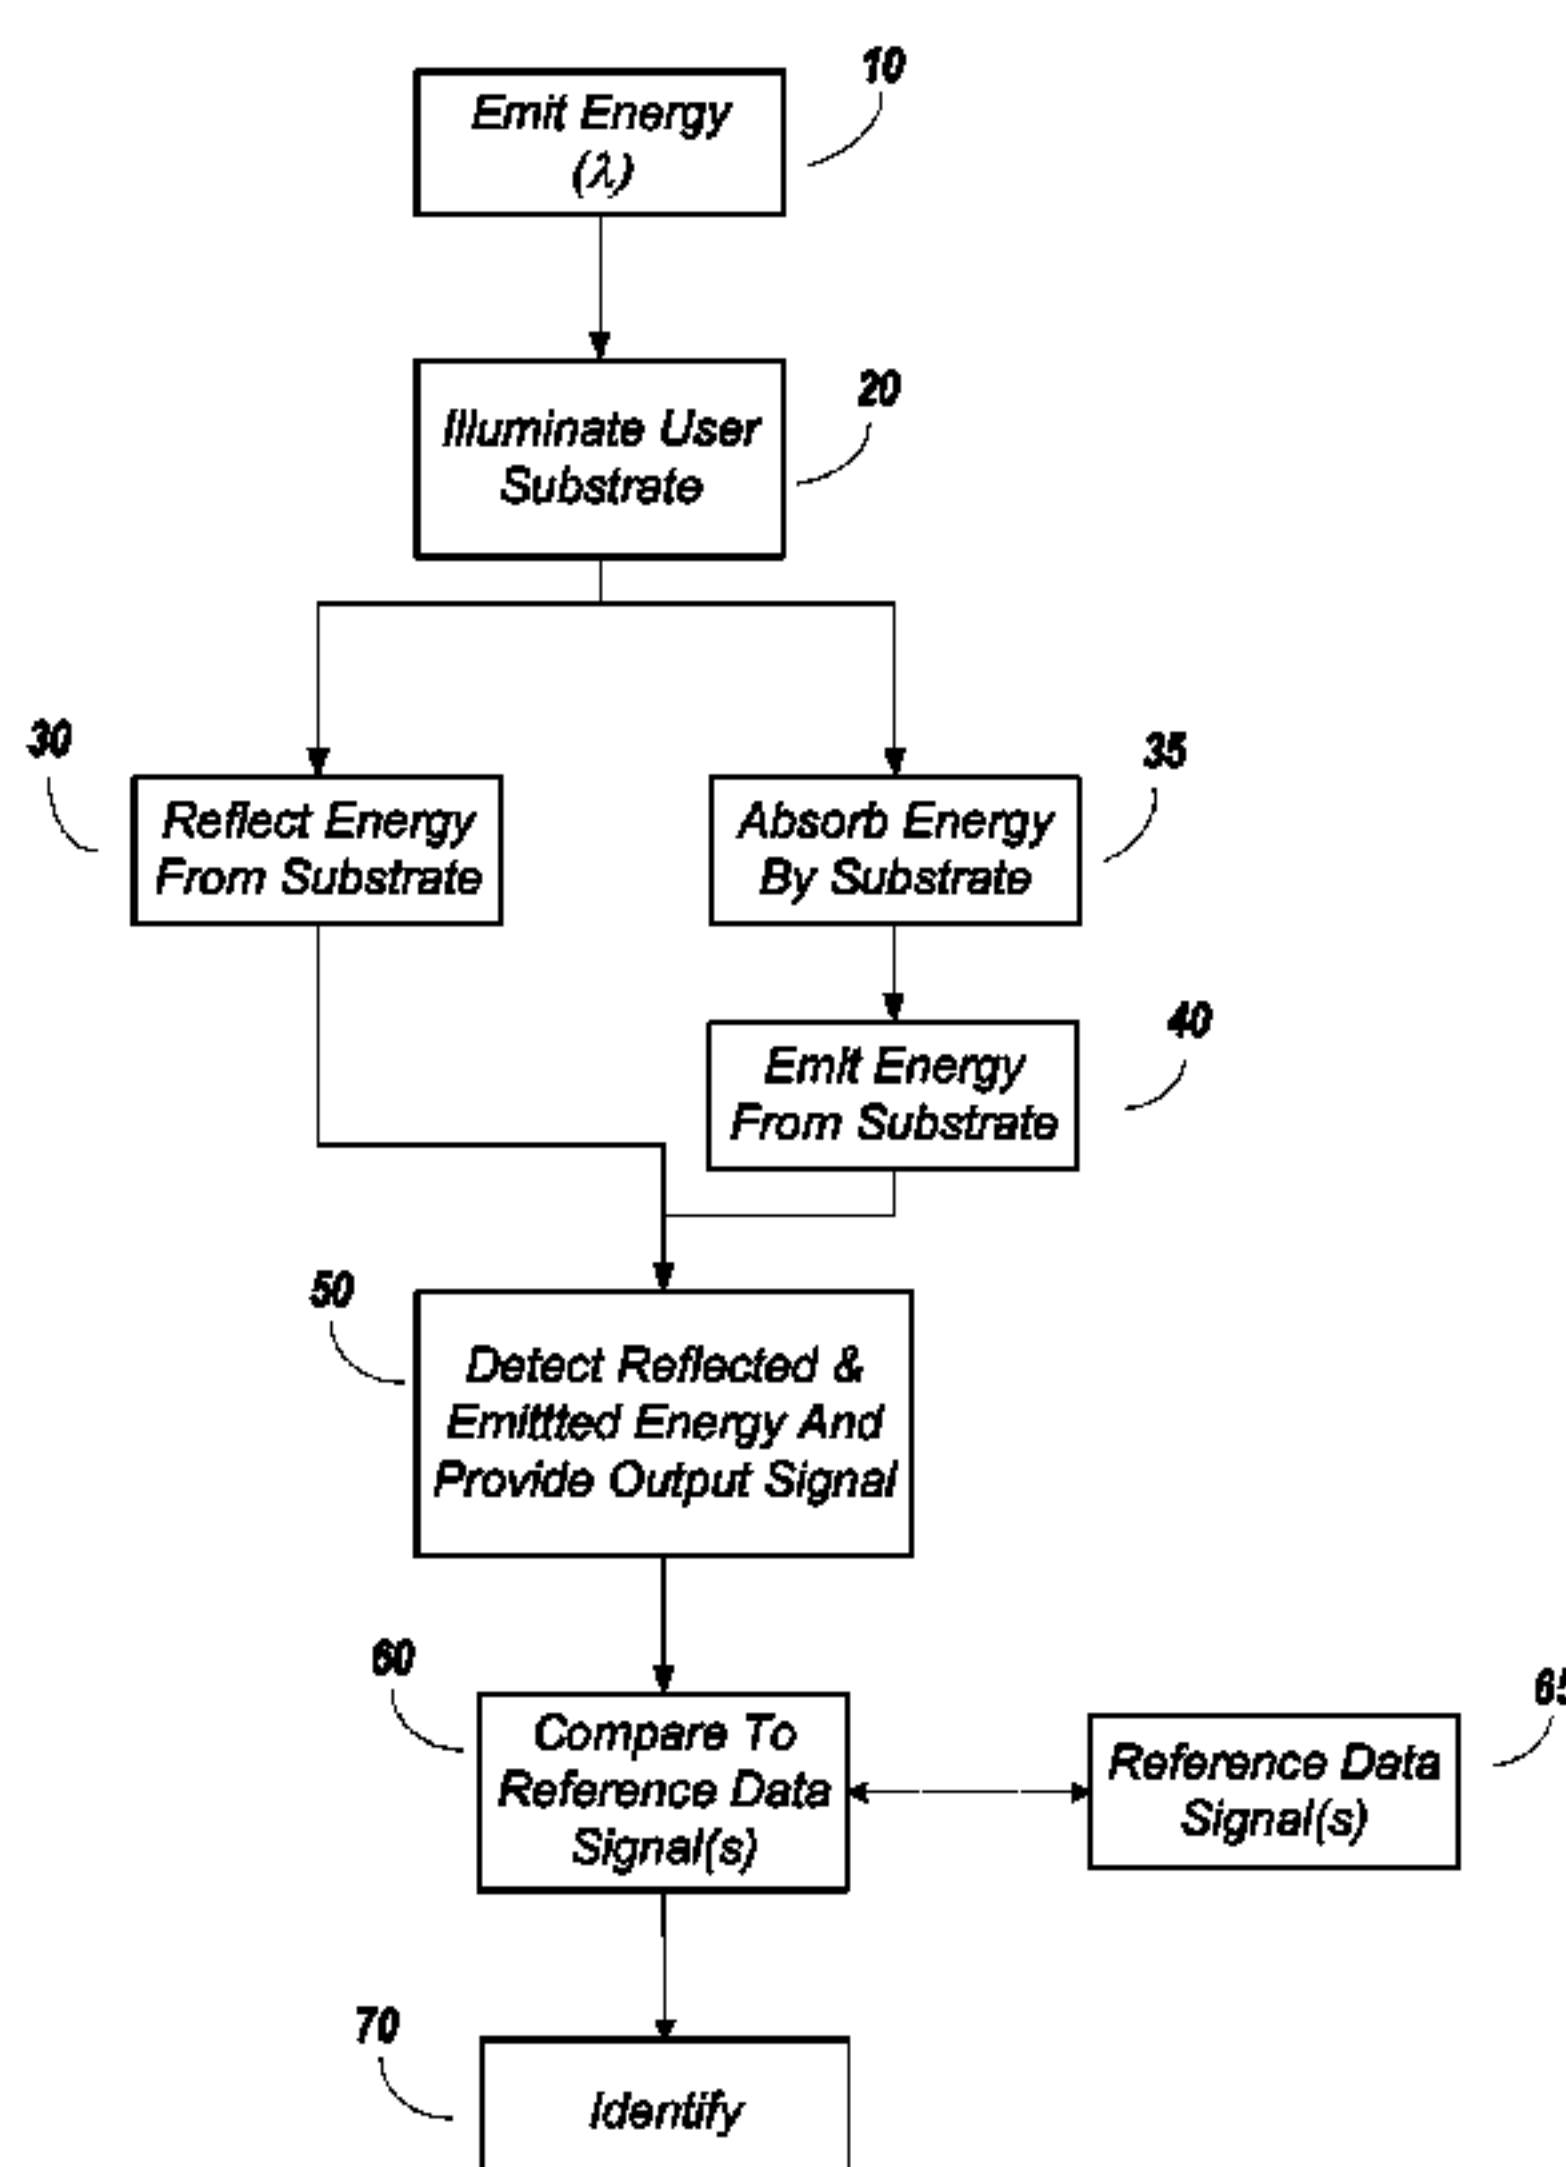 10
Emit Energy
(λ)
20
Illuminate User
Substrate
30
Reflect Energy
From Substrate
35
Absorb Energy
By Substrate
40
Emit Energy
From Substrate
50
Detect Reflected &
Emittted Energy And
Provide Output Signal
60
Compare To
Reference Data
Signal(s)
65
Reference Data
Signal(s)
70
Identify